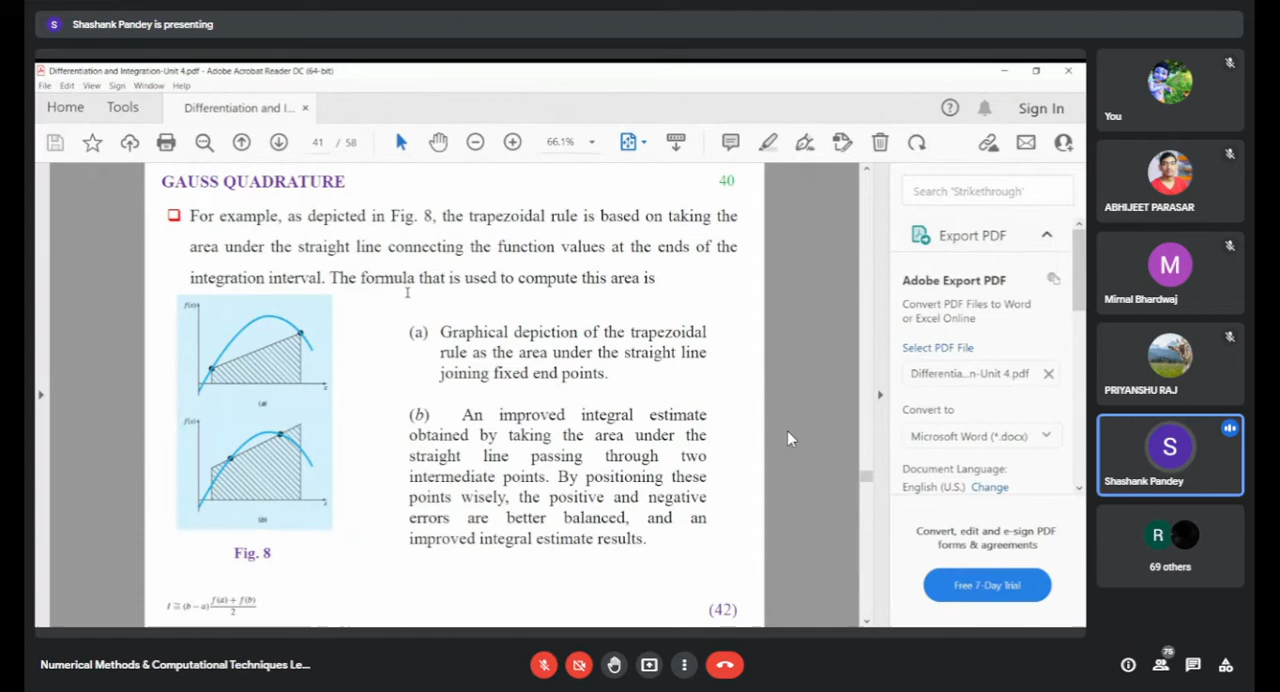 S Shashank Pandey is presenting
Differentiation and Integration-Unit 4.pdf - Adobe Acrobat Reader DC (64-bit)
File Edit View Sign Window Help
Home Tools Differentiation and I... × Sign In
41 / 58 66.1%
GAUSS QUADRATURE 40
For example, as depicted in Fig. 8, the trapezoidal rule is based on taking the
area under the straight line connecting the function values at the ends of the
integration interval. The formula that is used to compute this area is
f(x)
x
(a)
f(x)
x
(b)
Fig. 8
(a) Graphical depiction of the trapezoidal
rule as the area under the straight line
joining fixed end points.
(b) An improved integral estimate
obtained by taking the area under the
straight line passing through two
intermediate points. By positioning these
points wisely, the positive and negative
errors are better balanced, and an
improved integral estimate results.
I ≅ (b − a) f(a) + f(b) / 2 (42)
Search 'Strikethrough'
Export PDF
Adobe Export PDF
Convert PDF Files to Word
or Excel Online
Select PDF File
Differentia...n-Unit 4.pdf
Convert to
Microsoft Word (*.docx)
Document Language:
English (U.S.) Change
Convert, edit and e-sign PDF
forms & agreements
Free 7-Day Trial
You
ABHIJEET PARASAR
M
Mirnal Bhardwaj
PRIYANSHU RAJ
S
Shashank Pandey
R
69 others
Numerical Methods & Computational Techniques Le...
75